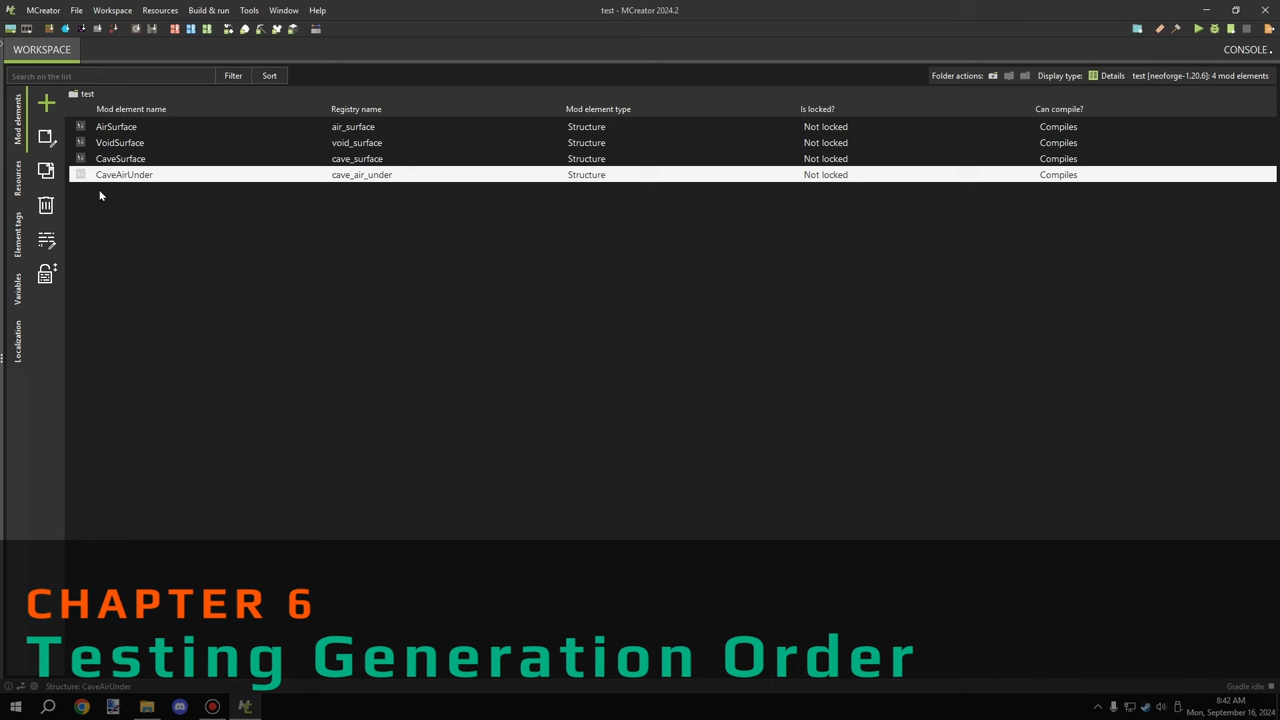 MCreator File Workspace Resources Build & run Tools Window Help
test - MCreator 2024.2
WORKSPACE
CONSOLE
Search on the list
Filter
Sort
Folder actions:
Display type:
Details
test [neoforge-1.20.6]: 4 mod elements
Mod elements
Resources
Element tags
Variables
Localization
test
Mod element name Registry name Mod element type Is locked? Can compile?
AirSurface air_surface Structure Not locked Compiles
VoidSurface void_surface Structure Not locked Compiles
CaveSurface cave_surface Structure Not locked Compiles
CaveAirUnder cave_air_under Structure Not locked Compiles
CHAPTER 6
Testing Generation Order
Structure: CaveAirUnder
Gradle idle
8:42 AM
Mon, September 16, 2024